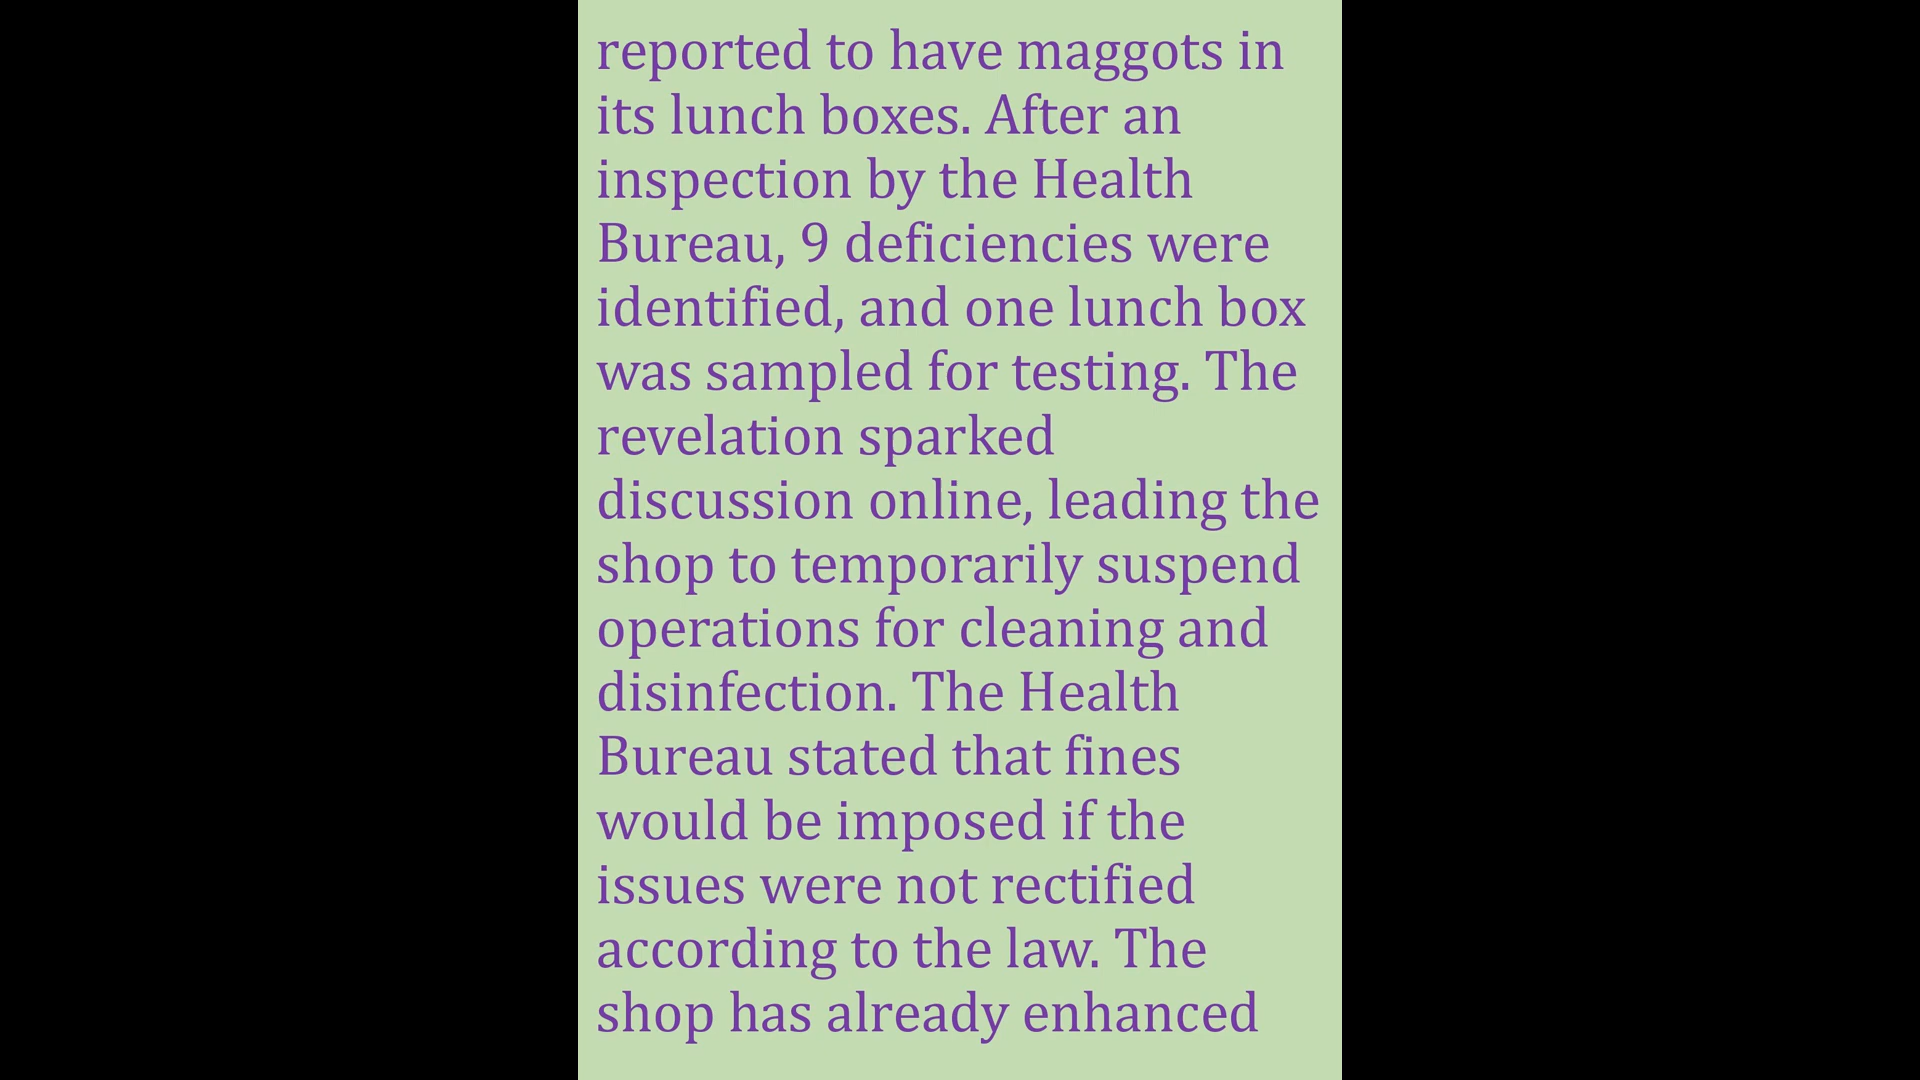 reported to have maggots in
its lunch boxes. After an
inspection by the Health
Bureau, 9 deficiencies were
identified, and one lunch box
was sampled for testing. The
revelation sparked
discussion online, leading the
shop to temporarily suspend
operations for cleaning and
disinfection. The Health
Bureau stated that fines
would be imposed if the
issues were not rectified
according to the law. The
shop has already enhanced